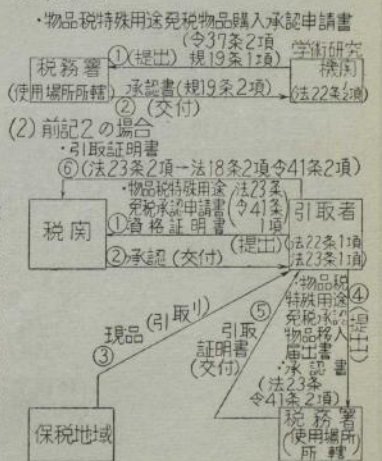 ・物品税特殊用途免税物品購入承認申請書
(令37条2項
①(提出) 規19条1項)
税務署
(使用場所所轄)
学術研究
機関
(法22条2項)
承認書(規19条2項)
②(交付)
(2) 前記2の場合
・引取証明書
⑥(法23条2項→法18条2項令41条2項)
税関
・物品税特殊用途
免税承認申請書
(法23条
令41条
1項)
①資格証明書
(提出)
②承認(交付)
引取者
(法22条1項
法23条1項)
現品(引取り)
③
⑤
引取
証明書
(交付)
・物品税
特殊用途
免税承認
物品移入
届出書
・承認書
(法23条
令41条2項)
④
(提出)
保税地域
税務署
(使用場所
所轄)